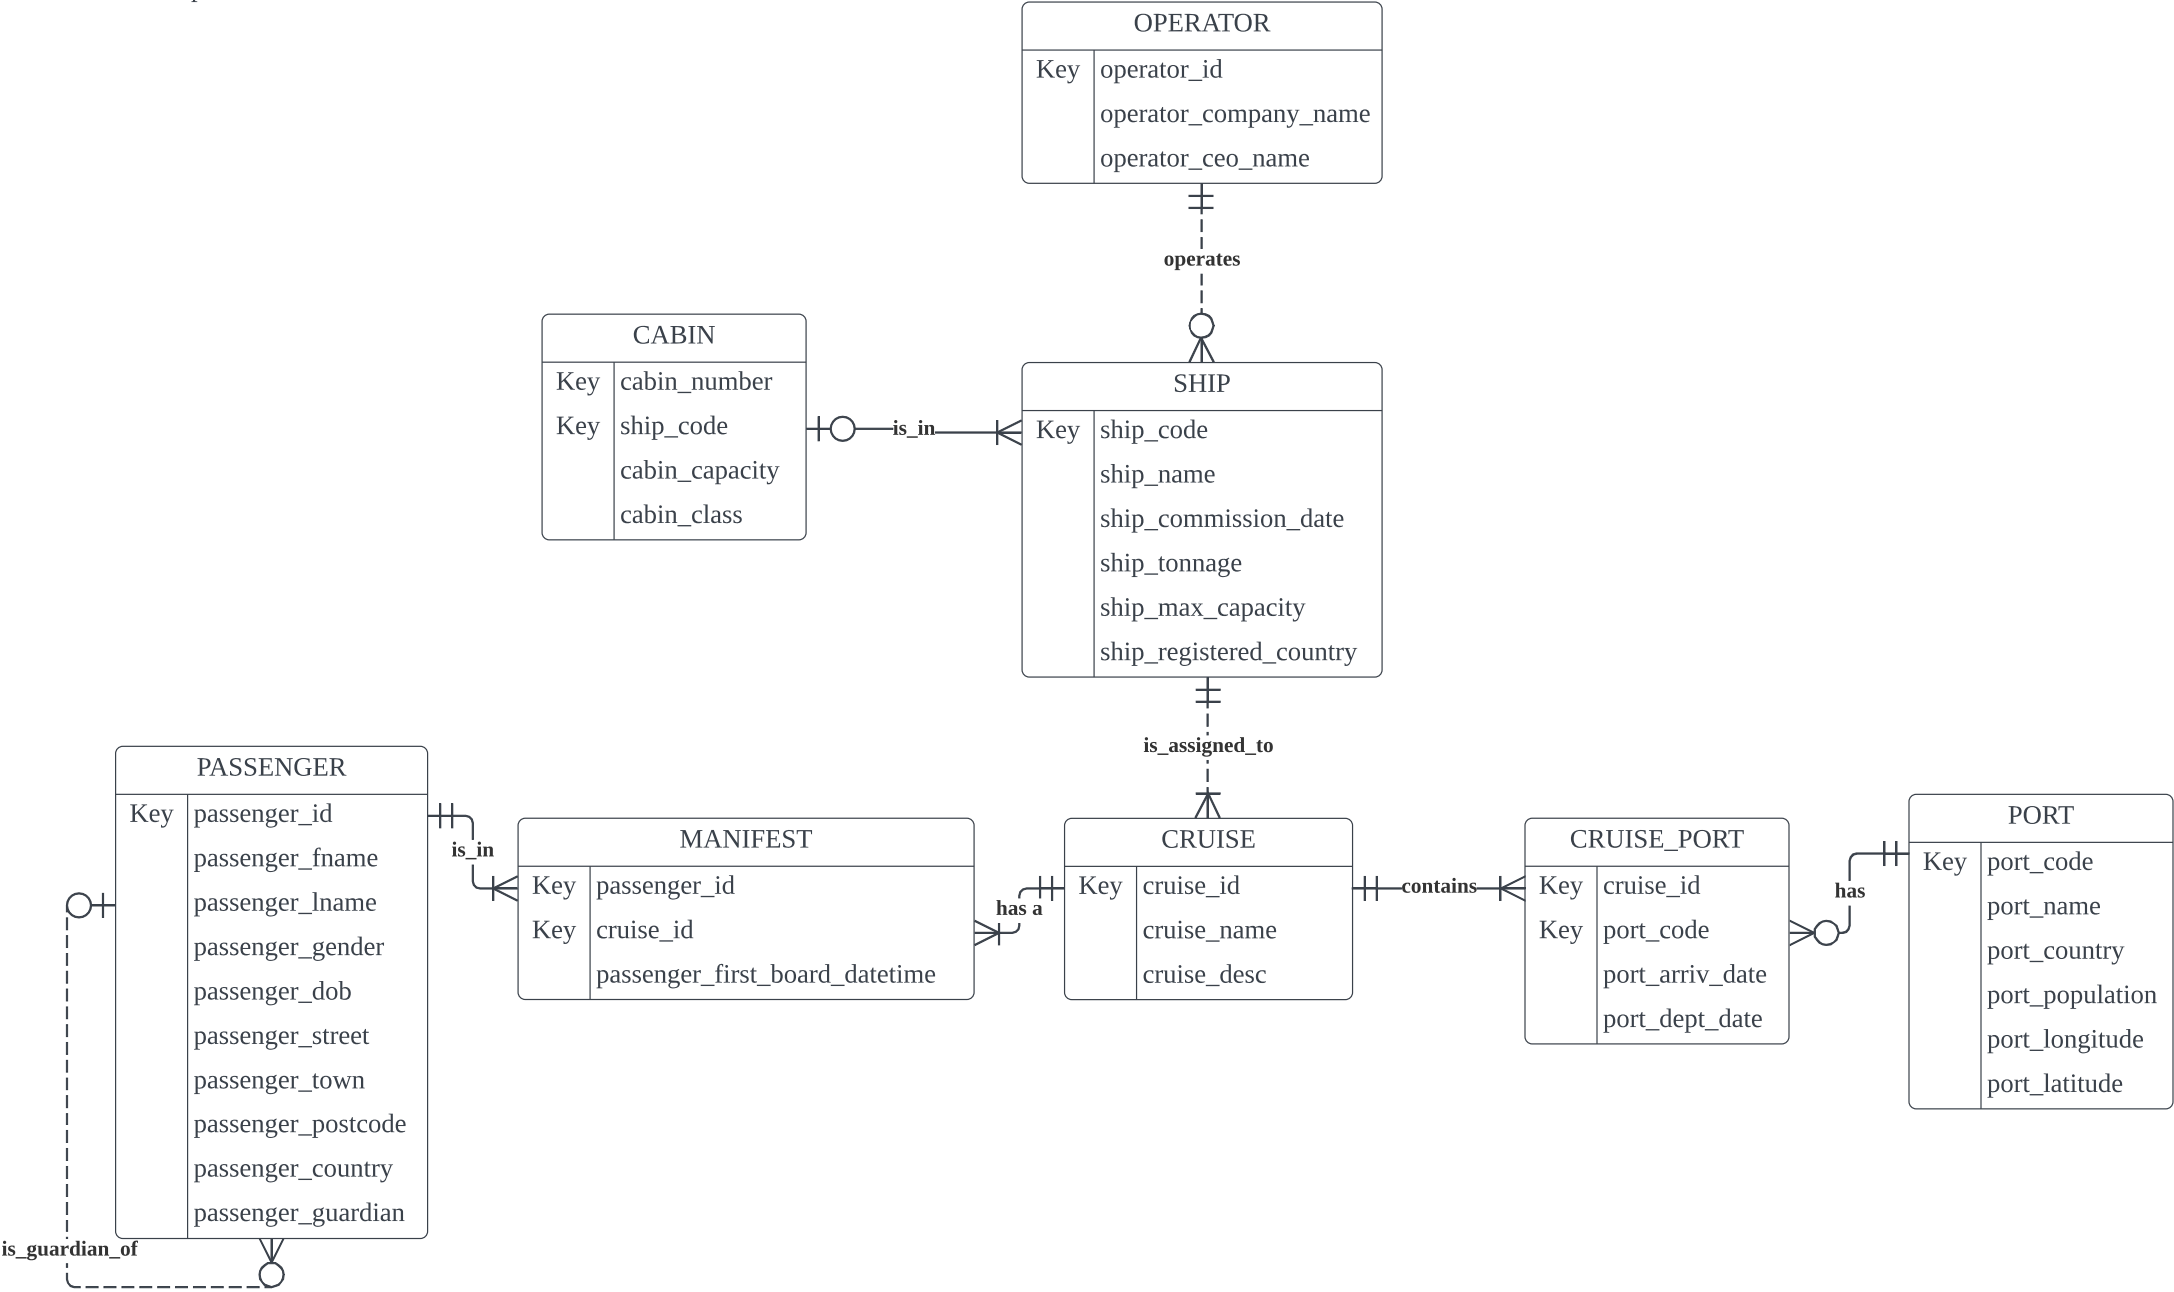 OPERATOR
Key operator_id
operator_company_name
operator_ceo_name
operates
CABIN
Key cabin_number
Key ship_code
cabin_capacity
cabin_class
is_in
SHIP
Key ship_code
ship_name
ship_commission_date
ship_tonnage
ship_max_capacity
ship_registered_country
is_assigned_to
PASSENGER
Key passenger_id
passenger_fname
passenger_lname
passenger_gender
passenger_dob
passenger_street
passenger_town
passenger_postcode
passenger_country
passenger_guardian
is_guardian_of
is_in
MANIFEST
Key passenger_id
Key cruise_id
passenger_first_board_datetime
has a
CRUISE
Key cruise_id
cruise_name
cruise_desc
contains
CRUISE_PORT
Key cruise_id
Key port_code
port_arriv_date
port_dept_date
has
PORT
Key port_code
port_name
port_country
port_population
port_longitude
port_latitude